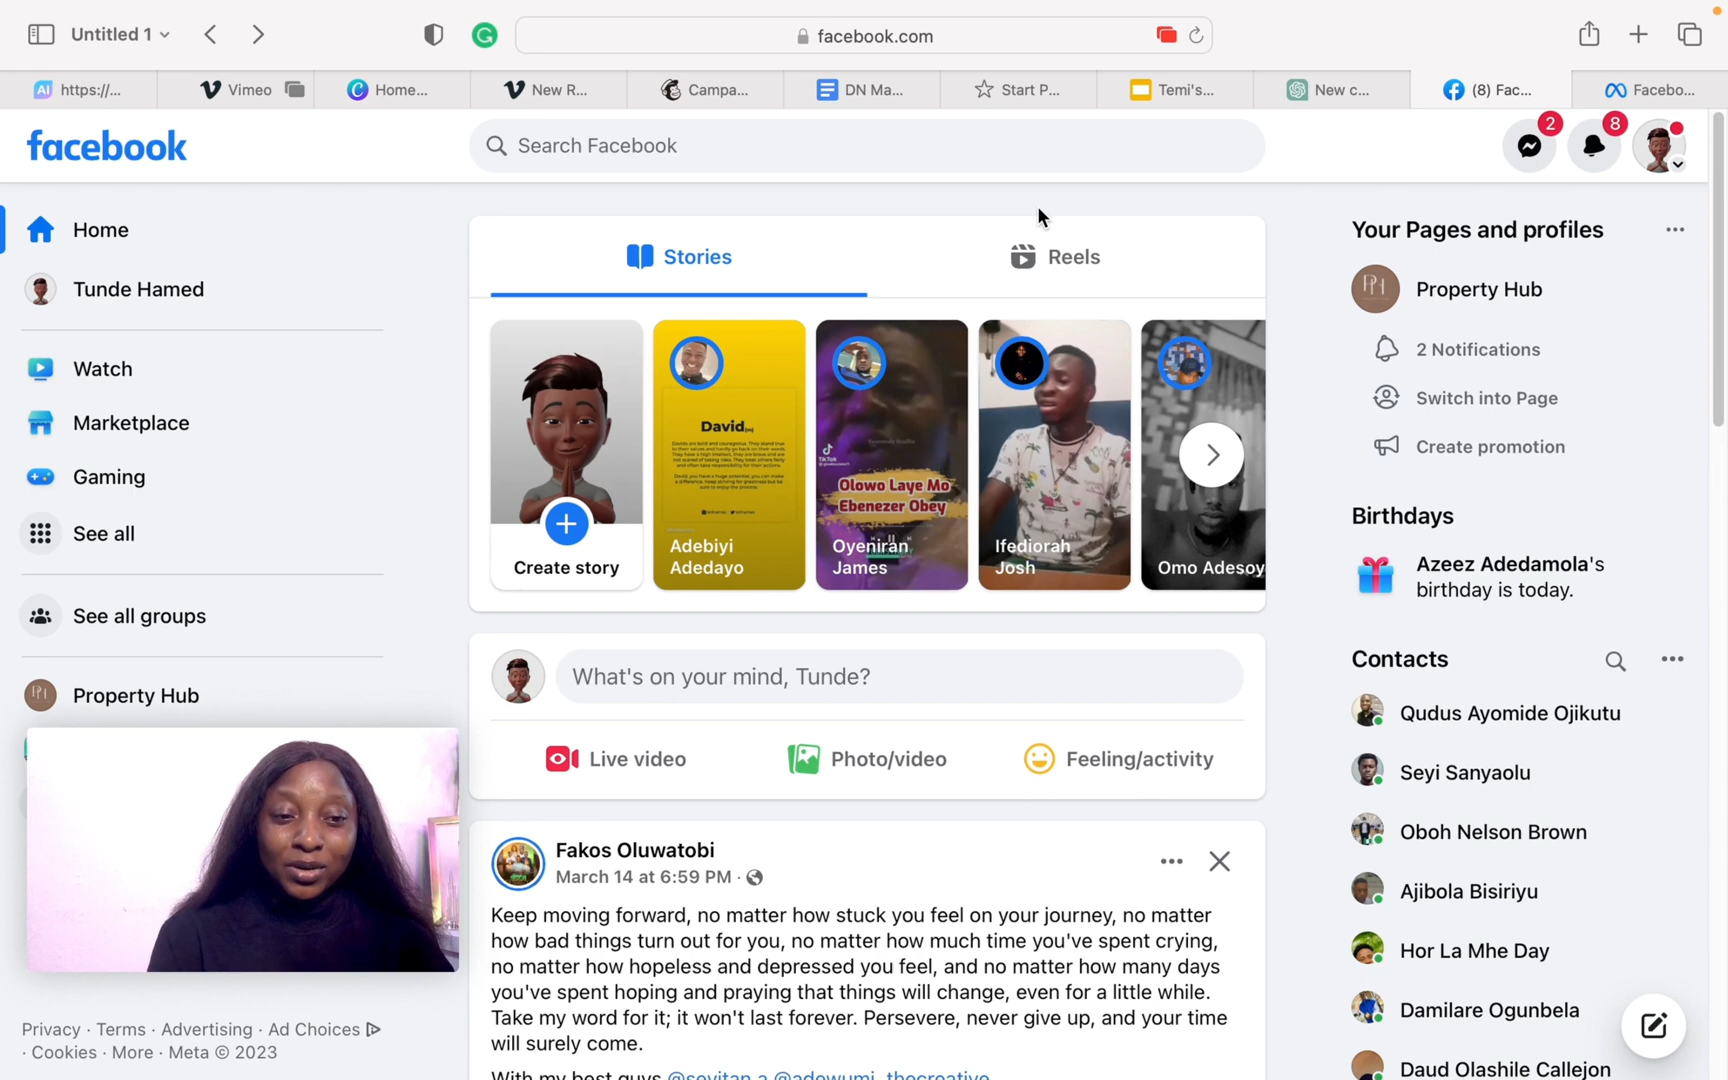 Untitled 1
facebook.com
https://...
Vimeo
Home...
New R...
Campa...
DN Ma...
Start P...
Temi's...
New c...
(8) Fac...
Facebo...
facebook
Search Facebook
2
8
Home
Tunde Hamed
Watch
Marketplace
Gaming
See all
See all groups
Property Hub
Privacy · Terms · Advertising · Ad Choices
· Cookies · More · Meta © 2023
Stories
Reels
Create story
David
Adebiyi
Adedayo
TikTok
Olowo Laye Mo
Ebenezer Obey
Oyeniran
James
Ifediorah
Josh
Omo Adesoy
What's on your mind, Tunde?
Live video
Photo/video
Feeling/activity
Fakos Oluwatobi
March 14 at 6:59 PM ·
Keep moving forward, no matter how stuck you feel on your journey, no matter
how bad things turn out for you, no matter how much time you've spent crying,
no matter how hopeless and depressed you feel, and no matter how many days
you've spent hoping and praying that things will change, even for a little while.
Take my word for it; it won't last forever. Persevere, never give up, and your time
will surely come.
With my best guys @seyitan.a @adewumi_thecreative
Your Pages and profiles
Property Hub
2 Notifications
Switch into Page
Create promotion
Birthdays
Azeez Adedamola's
birthday is today.
Contacts
Qudus Ayomide Ojikutu
Seyi Sanyaolu
Oboh Nelson Brown
Ajibola Bisiriyu
Hor La Mhe Day
Damilare Ogunbela
Daud Olashile Callejon